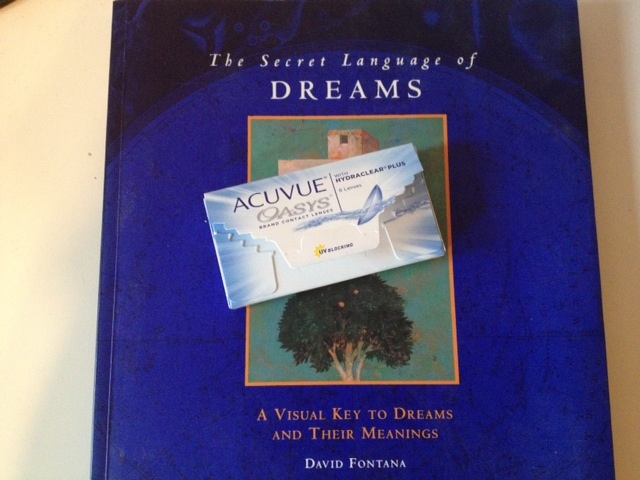 The Secret Language of
DREAMS
ACUVUE®
OASYS®
BRAND CONTACT LENSES
WITH
HYDRACLEAR® PLUS
6 Lenses
UV BLOCKING
A VISUAL KEY TO DREAMS
AND THEIR MEANINGS
DAVID FONTANA